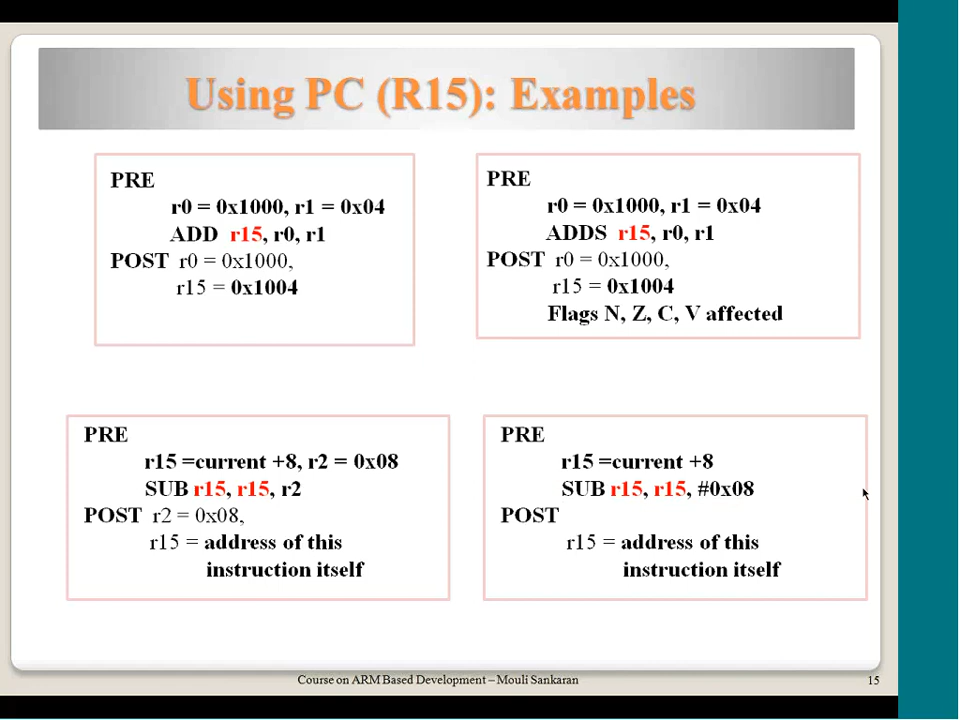 Using PC (R15): Examples
PRE
r0 = 0x1000, r1 = 0x04
ADD r15, r0, r1
POST r0 = 0x1000,
r15 = 0x1004
PRE
r0 = 0x1000, r1 = 0x04
ADDS r15, r0, r1
POST r0 = 0x1000,
r15 = 0x1004
Flags N, Z, C, V affected
PRE
r15 =current +8, r2 = 0x08
SUB r15, r15, r2
POST r2 = 0x08,
r15 = address of this
instruction itself
PRE
r15 =current +8
SUB r15, r15, #0x08
POST
r15 = address of this
instruction itself
Course on ARM Based Development – Mouli Sankaran
15